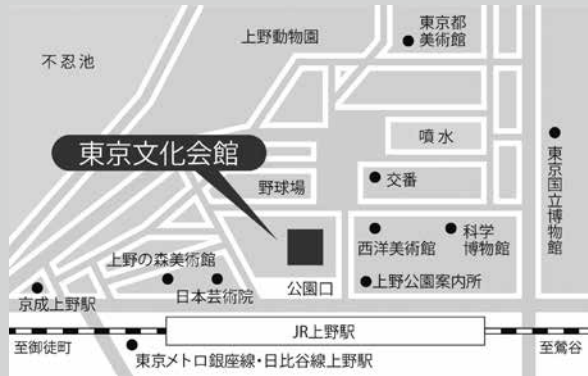 不忍池
上野動物園
東京都
美術館
噴水
東京文化会館
野球場
交番
東京国立博物館
西洋美術館
科学
博物館
上野の森美術館
日本芸術院
公園口
上野公園案内所
京成上野駅
JR上野駅
至御徒町
至鶯谷
東京メトロ銀座線・日比谷線上野駅